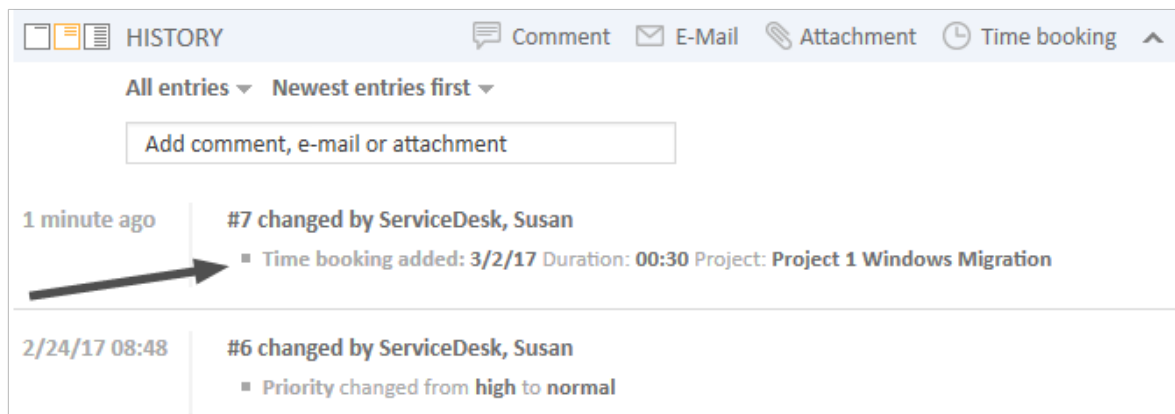 HISTORY Comment E-Mail Attachment Time booking
All entries Newest entries first
Add comment, e-mail or attachment
1 minute ago #7 changed by ServiceDesk, Susan
Time booking added: 3/2/17 Duration: 00:30 Project: Project 1 Windows Migration
2/24/17 08:48 #6 changed by ServiceDesk, Susan
Priority changed from high to normal